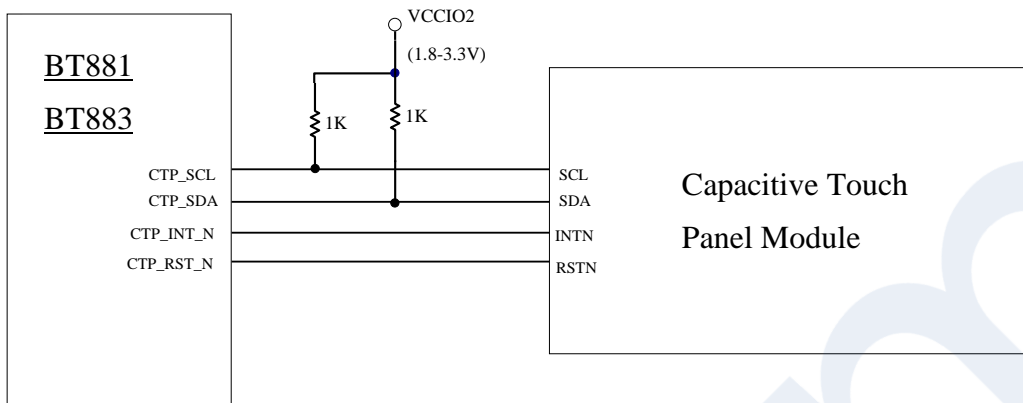 VCCIO2
(1.8-3.3V)
BT881
BT883
1K
1K
CTP_SCL
CTP_SDA
CTP_INT_N
CTP_RST_N
SCL
SDA
INTN
RSTN
Capacitive Touch
Panel Module